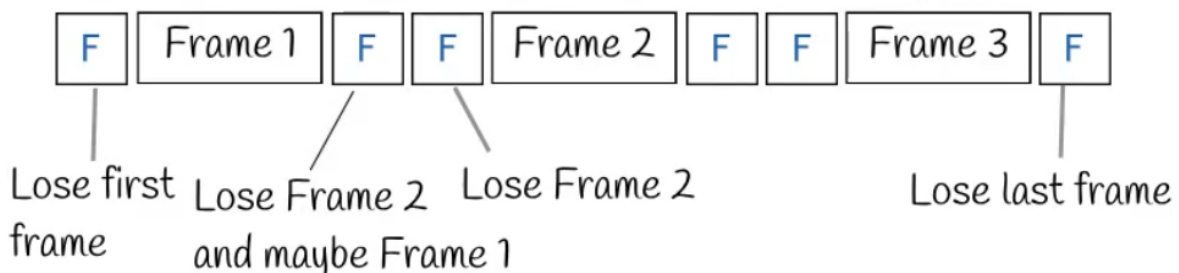 F Frame 1 F F Frame 2 F F Frame 3 F
Lose first
frame
Lose Frame 2
and maybe Frame 1
Lose Frame 2
Lose last frame